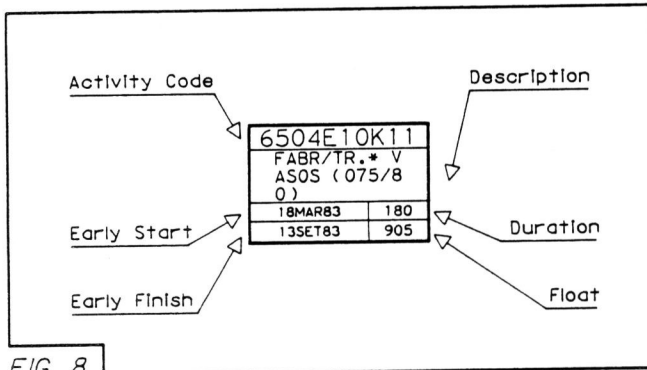 Activity Code
Description
6504E10K11
FABR/TR.* V
ASOS (075/8
0)
18MAR83 180
13SET83 905
Early Start
Duration
Early Finish
Float
FIG. 8